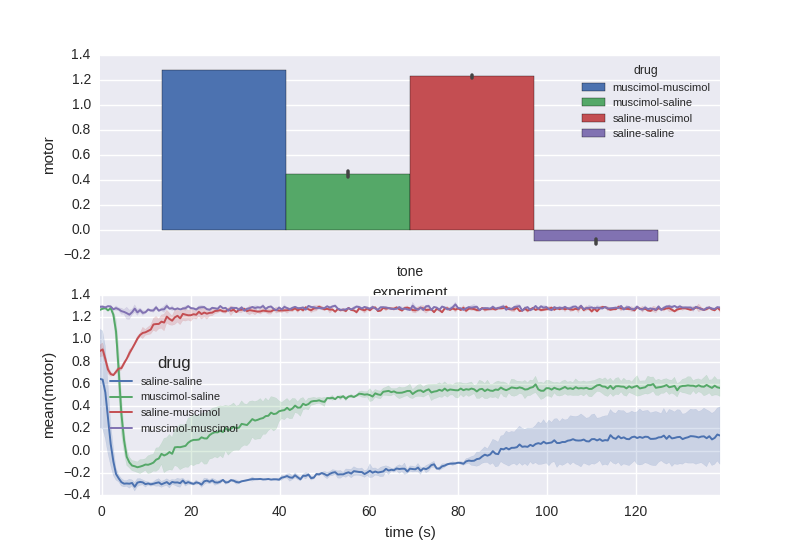 1.4
1.2
1.0
0.8
0.6
0.4
0.2
0.0
−0.2
motor
drug
muscimol-muscimol
muscimol-saline
saline-muscimol
saline-saline
tone
experiment
1.4
1.2
1.0
0.8
0.6
0.4
0.2
0.0
−0.2
−0.4
mean(motor)
drug
saline-saline
muscimol-saline
saline-muscimol
muscimol-muscimol
0 20 40 60 80 100 120
time (s)